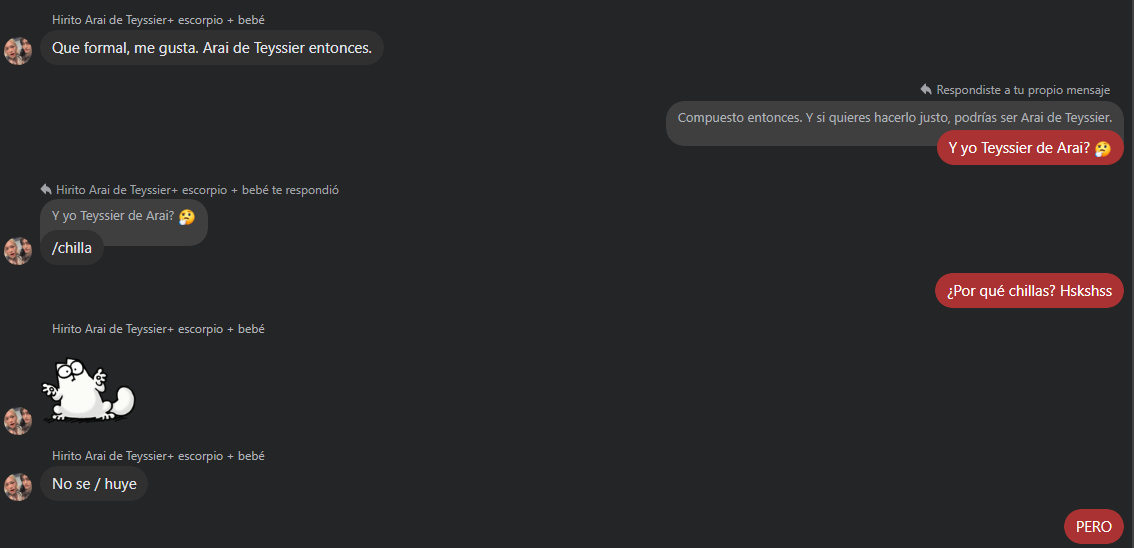 Hirito Arai de Teyssier+ escorpio + bebé
Que formal, me gusta. Arai de Teyssier entonces.
Respondiste a tu propio mensaje
Compuesto entonces. Y si quieres hacerlo justo, podrías ser Arai de Teyssier.
Y yo Teyssier de Arai? 🤔
Hirito Arai de Teyssier+ escorpio + bebé te respondió
Y yo Teyssier de Arai? 🤔
/chilla
¿Por qué chillas? Hskshss
Hirito Arai de Teyssier+ escorpio + bebé
Hirito Arai de Teyssier+ escorpio + bebé
No se / huye
PERO